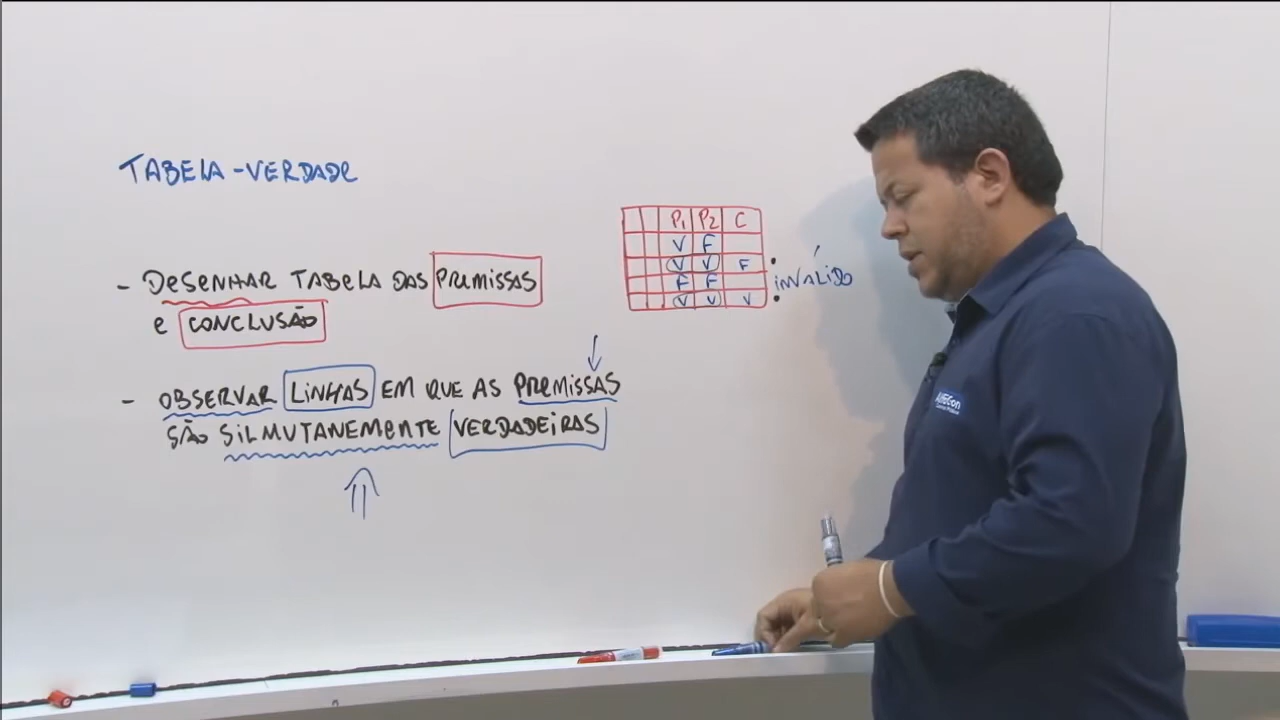 TABELA-VERDADE
- DESENHAR TABELA DAS PREMISSAS
e CONCLUSÃO
- OBSERVAR LINHAS EM QUE AS PREMISSAS
SÃO SILMUTANEMENTE VERDADEIRAS
P1 P2 C
V F
V V F
F F
V V V
INVÁLIDO
AlfaCon